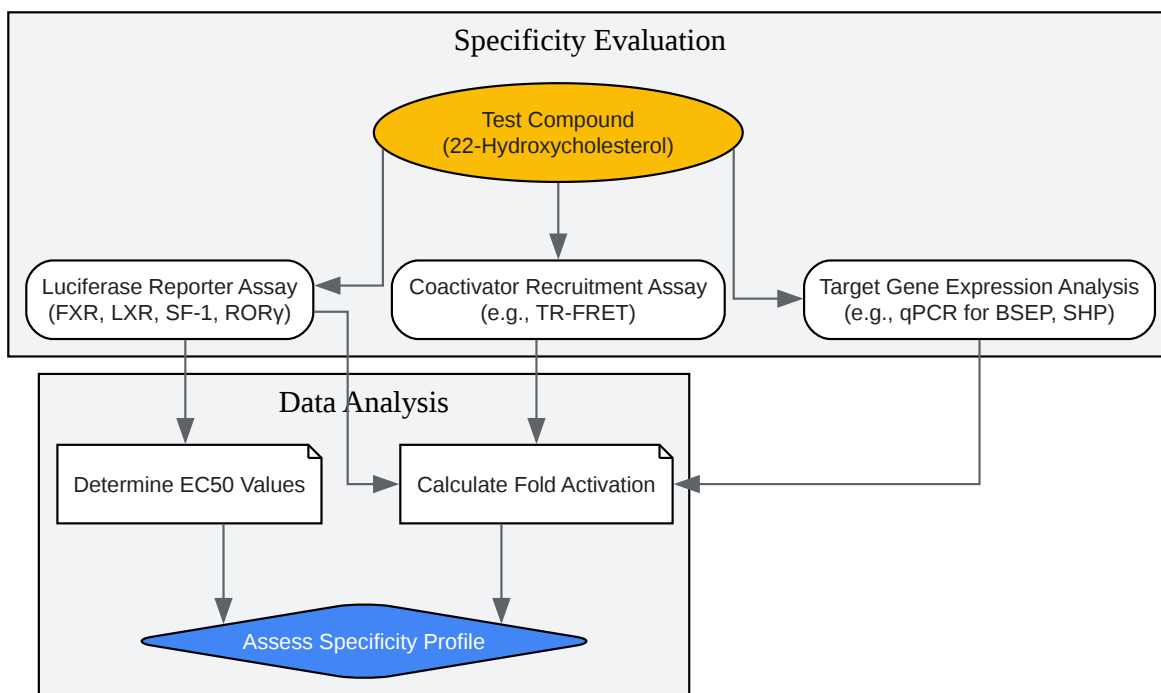 Specificity Evaluation
Test Compound
(22-Hydroxycholesterol)
Luciferase Reporter Assay
(FXR, LXR, SF-1, RORγ)
Coactivator Recruitment Assay
(e.g., TR-FRET)
Target Gene Expression Analysis
(e.g., qPCR for BSEP, SHP)
Data Analysis
Determine EC50 Values
Calculate Fold Activation
Assess Specificity Profile